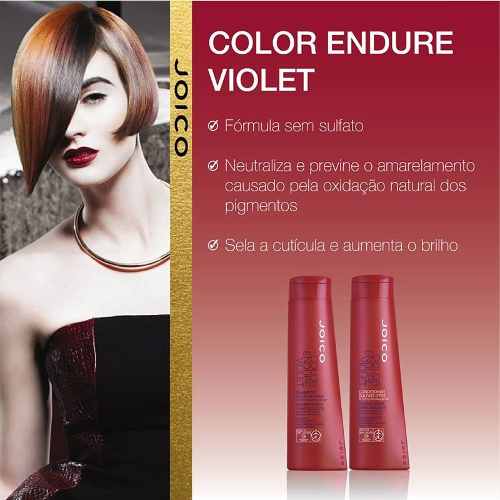 COLOR ENDURE
VIOLET
JOICO
Fórmula sem sulfato
Neutraliza e previne o amarelamento
causado pela oxidação natural dos
pigmentos
Sela a cutícula e aumenta o brilho
JOICO
JOICO